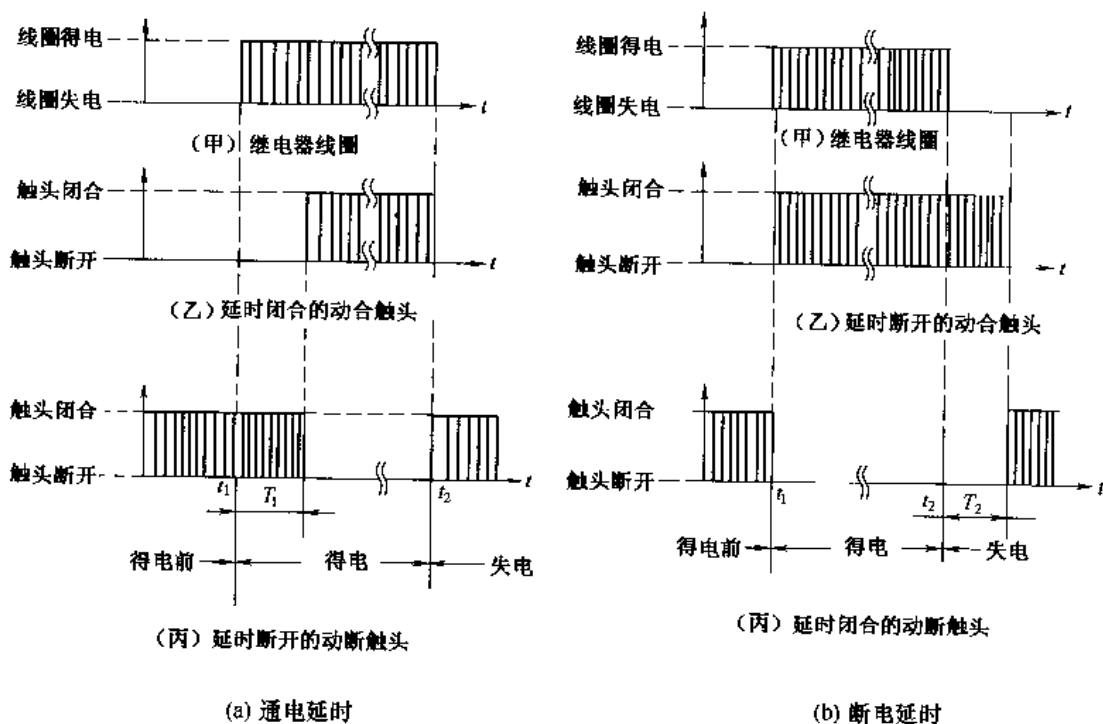 线圈得电
线圈失电
t
（甲）继电器线圈
触头闭合
触头断开
t
（乙）延时闭合的动合触头
触头闭合
触头断开
t1
T1
t2
t
得电前
得电
失电
（丙）延时断开的动断触头
(a) 通电延时
线圈得电
线圈失电
t
（甲）继电器线圈
触头闭合
触头断开
t
（乙）延时断开的动合触头
触头闭合
触头断开
t1
t2
T2
t
得电前
得电
失电
（丙）延时闭合的动断触头
(b) 断电延时